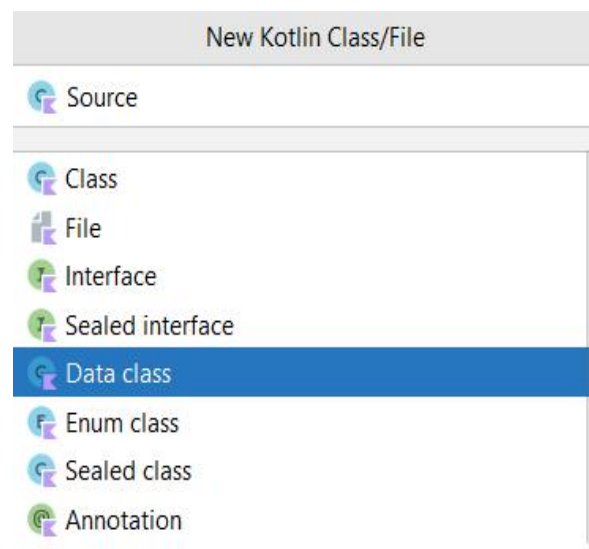 New Kotlin Class/File
Source
Class
File
Interface
Sealed interface
Data class
Enum class
Sealed class
Annotation